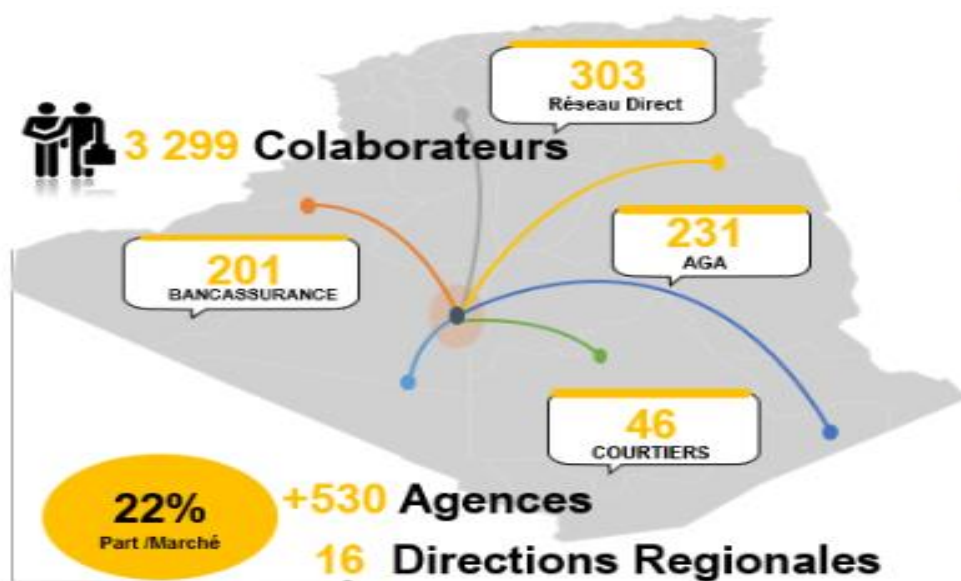 303
Réseau Direct
3 299 Colaborateurs
231
AGA
201
BANCASSURANCE
46
COURTIERS
22%
Part /Marché
+530 Agences
16 Directions Regionales